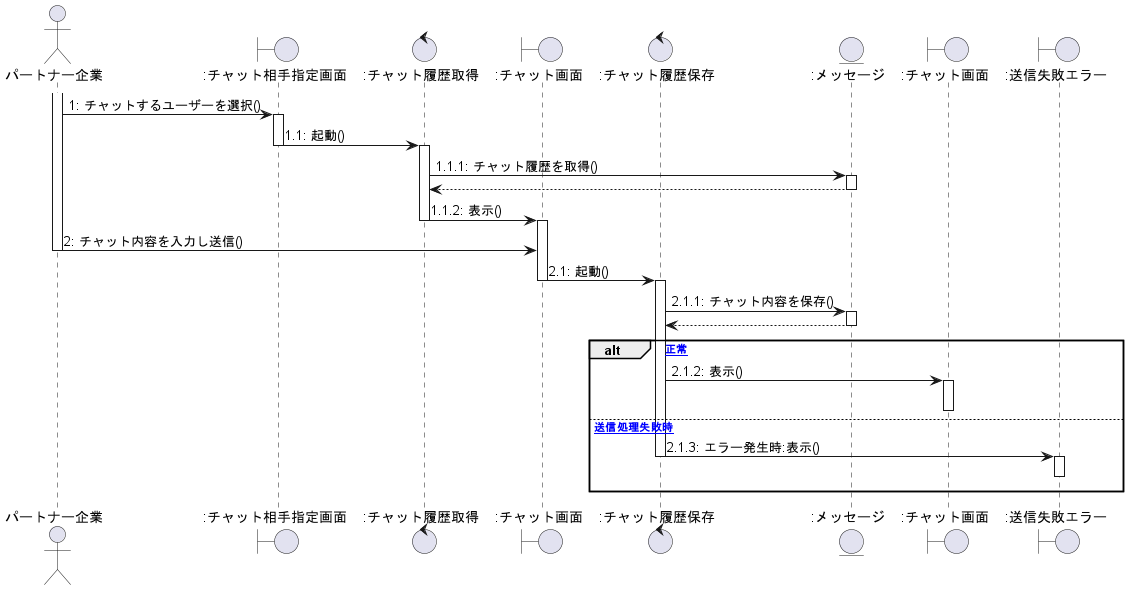 パートナー企業
:チャット相手指定画面
:チャット履歴取得
:チャット画面
:チャット履歴保存
:メッセージ
:チャット画面
:送信失敗エラー
1: チャットするユーザーを選択()
1.1: 起動()
1.1.1: チャット履歴を取得()
1.1.2: 表示()
2: チャット内容を入力し送信()
2.1: 起動()
2.1.1: チャット内容を保存()
alt
正常
2.1.2: 表示()
送信処理失敗時
2.1.3: エラー発生時:表示()
パートナー企業
:チャット相手指定画面
:チャット履歴取得
:チャット画面
:チャット履歴保存
:メッセージ
:チャット画面
:送信失敗エラー